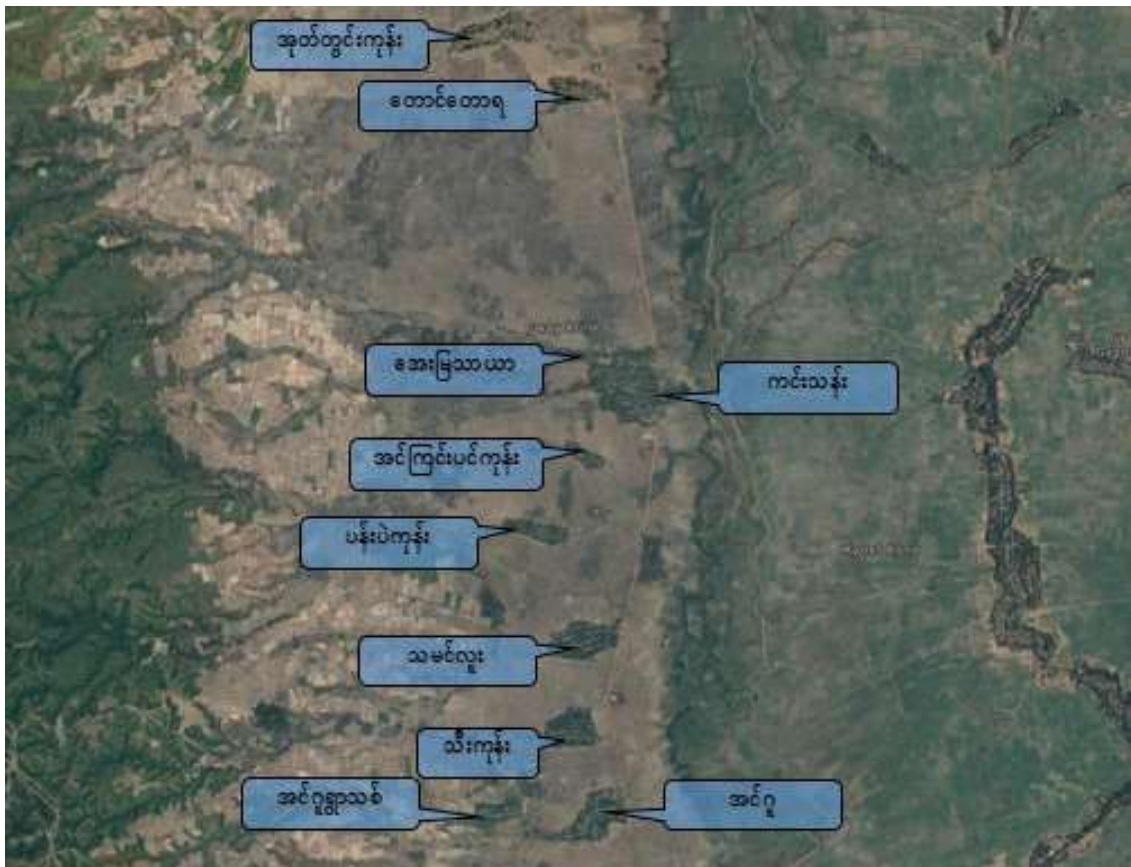 အုတ်တွင်းကုန်း
တောင်တောရ
အေးမြသာယာ
ကင်းသန်း
အင်ကြင်းပင်ကုန်း
ပန်းပဲကုန်း
သမင်လူး
သီးကုန်း
အင်ဂူရွာသစ်
အင်ဂူ